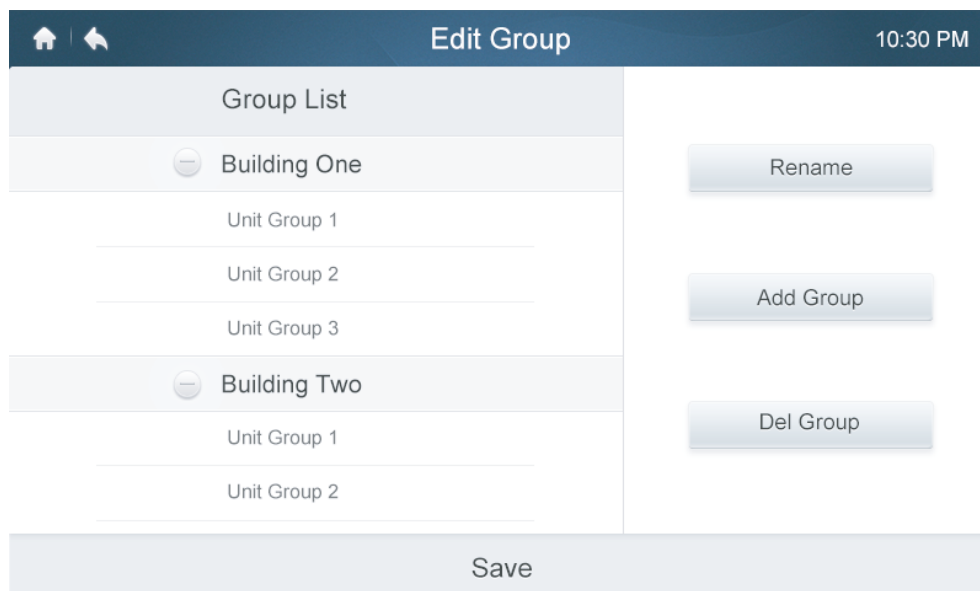 Edit Group
10:30 PM
Group List
Building One
Unit Group 1
Unit Group 2
Unit Group 3
Building Two
Unit Group 1
Unit Group 2
Rename
Add Group
Del Group
Save